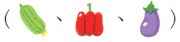 ( 、 、 )